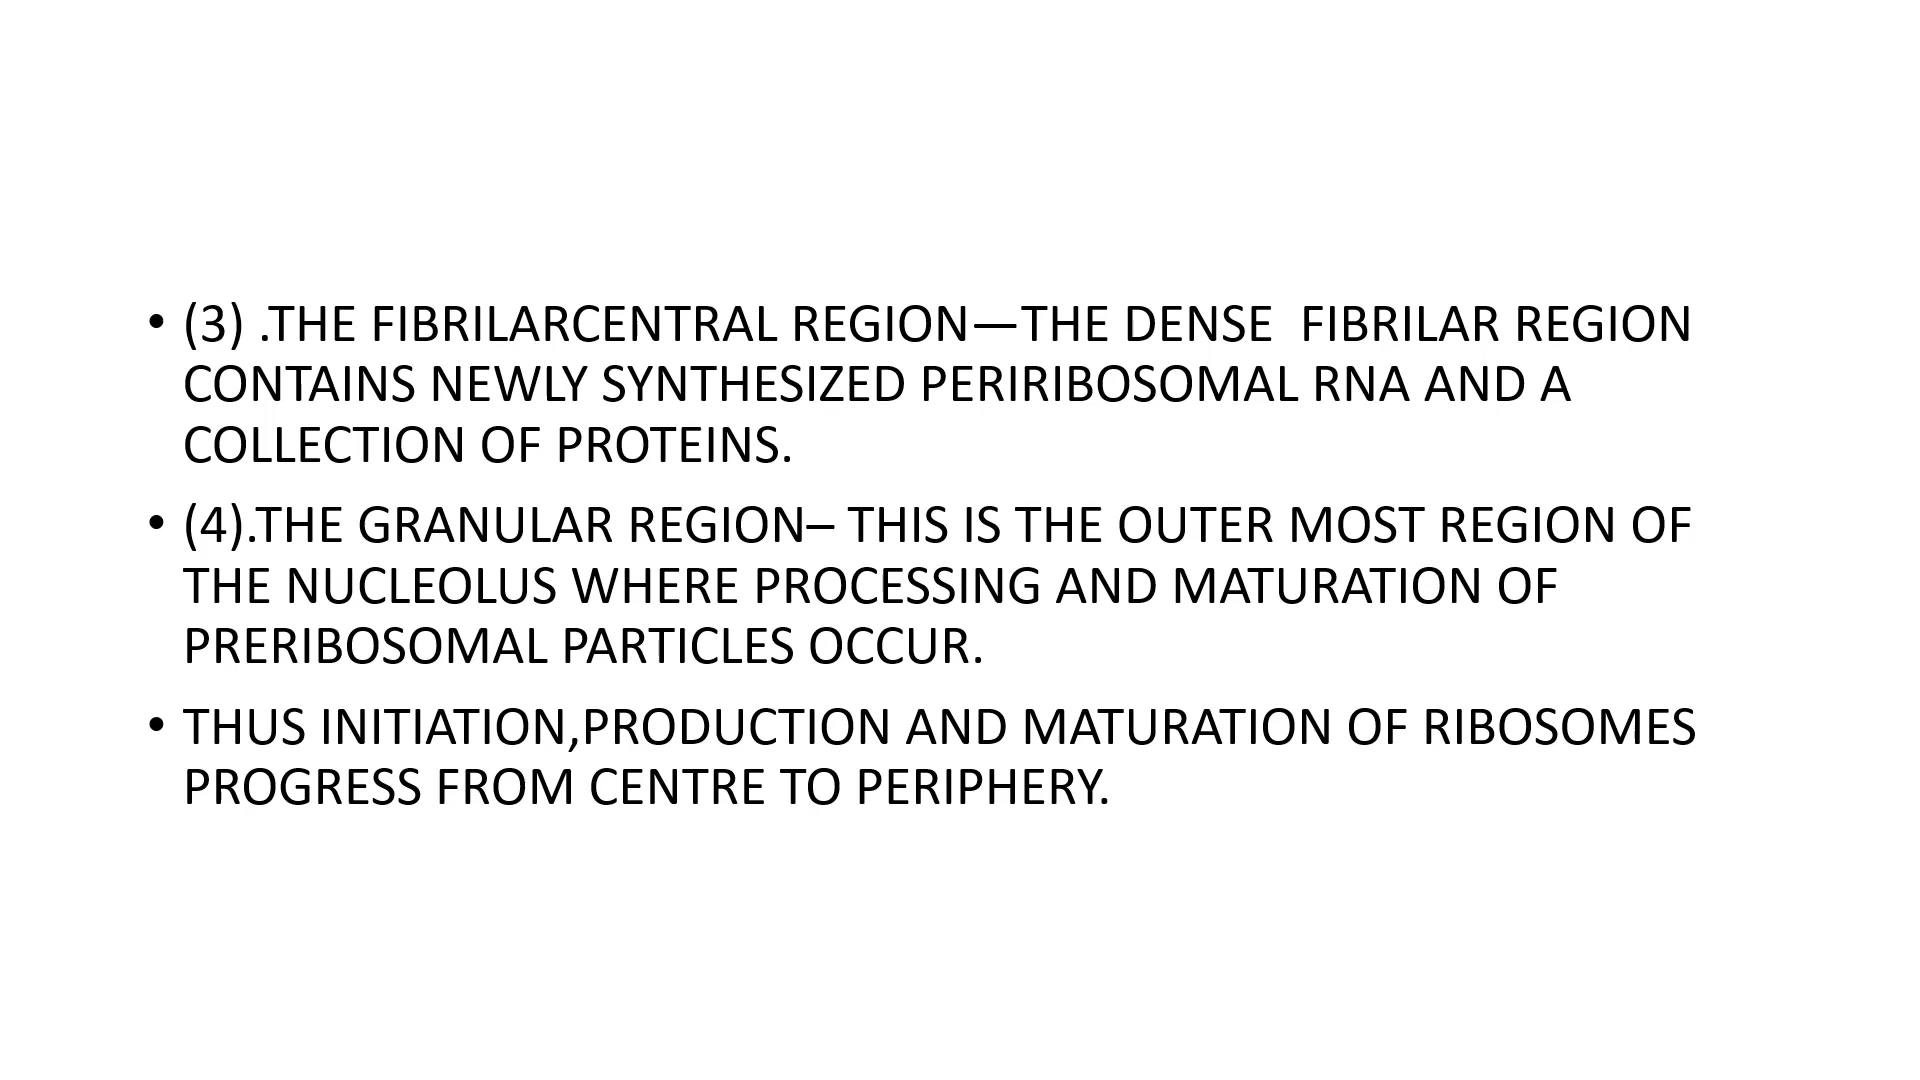 • (3) .THE FIBRILARCENTRAL REGION—THE DENSE  FIBRILAR REGION
CONTAINS NEWLY SYNTHESIZED PERIRIBOSOMAL RNA AND A
COLLECTION OF PROTEINS.
• (4).THE GRANULAR REGION– THIS IS THE OUTER MOST REGION OF
THE NUCLEOLUS WHERE PROCESSING AND MATURATION OF
PRERIBOSOMAL PARTICLES OCCUR.
• THUS INITIATION,PRODUCTION AND MATURATION OF RIBOSOMES
PROGRESS FROM CENTRE TO PERIPHERY.